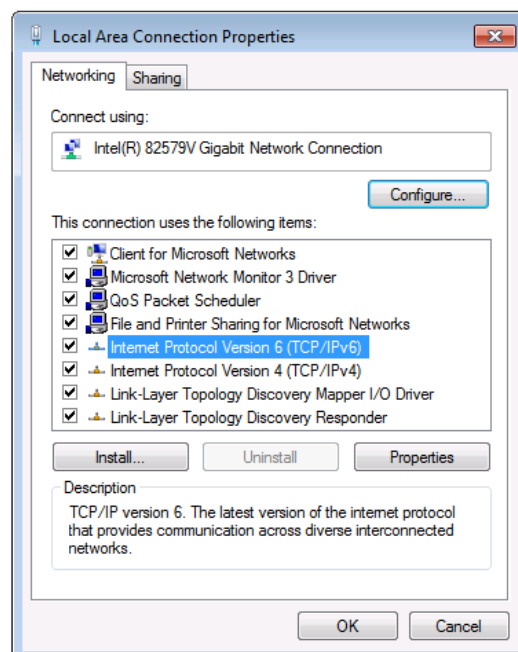 Local Area Connection Properties
Networking
Sharing
Connect using:
Intel(R) 82579V Gigabit Network Connection
Configure...
This connection uses the following items:
Client for Microsoft Networks
Microsoft Network Monitor 3 Driver
QoS Packet Scheduler
File and Printer Sharing for Microsoft Networks
Internet Protocol Version 6 (TCP/IPv6)
Internet Protocol Version 4 (TCP/IPv4)
Link-Layer Topology Discovery Mapper I/O Driver
Link-Layer Topology Discovery Responder
Install...
Uninstall
Properties
Description
TCP/IP version 6. The latest version of the internet protocol
that provides communication across diverse interconnected
networks.
OK
Cancel